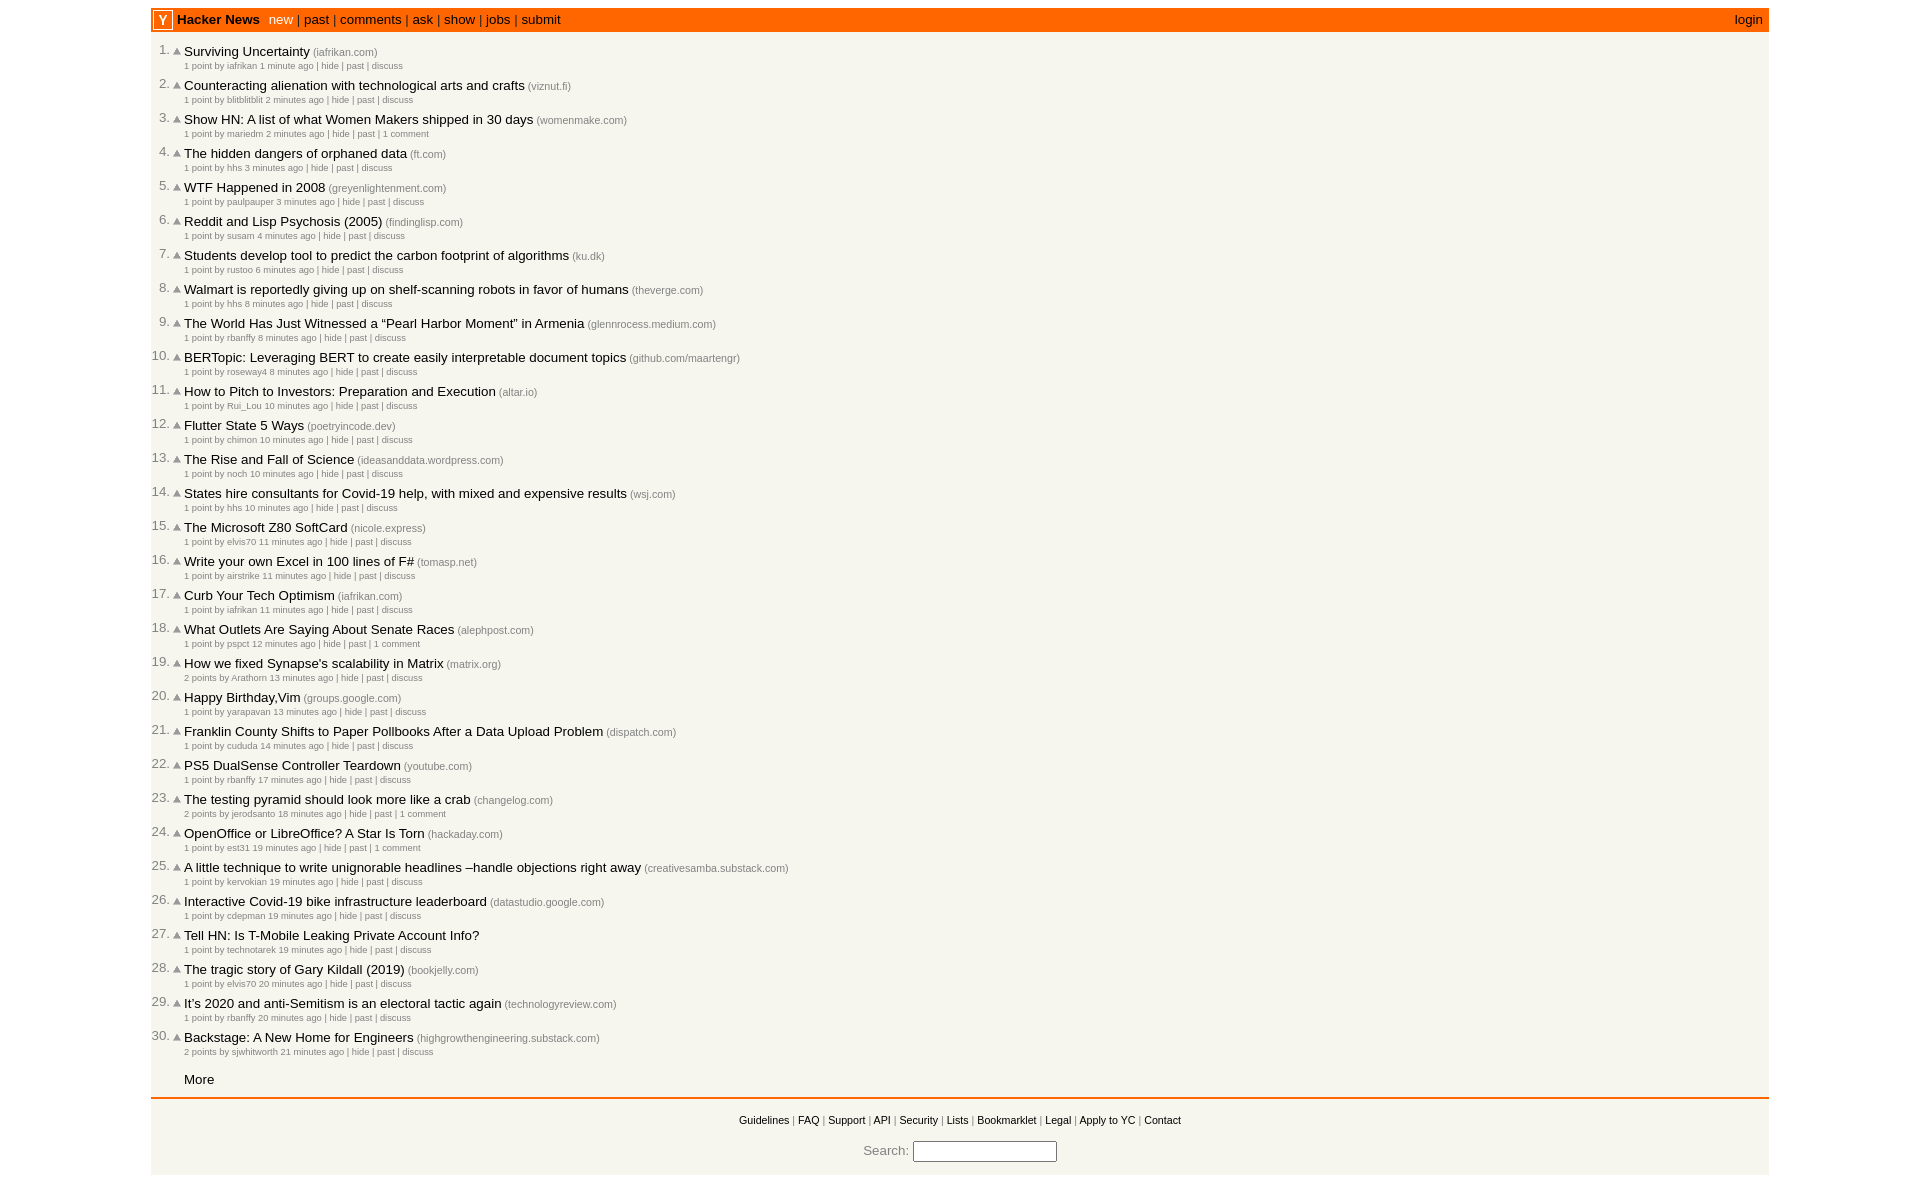 Y Hacker News new | past | comments | ask | show | jobs | submit login
1. Surviving Uncertainty (iafrikan.com)
1 point by iafrikan 1 minute ago | hide | past | discuss
2. Counteracting alienation with technological arts and crafts (viznut.fi)
1 point by blitblitblit 2 minutes ago | hide | past | discuss
3. Show HN: A list of what Women Makers shipped in 30 days (womenmake.com)
1 point by mariedm 2 minutes ago | hide | past | 1 comment
4. The hidden dangers of orphaned data (ft.com)
1 point by hhs 3 minutes ago | hide | past | discuss
5. WTF Happened in 2008 (greyenlightenment.com)
1 point by paulpauper 3 minutes ago | hide | past | discuss
6. Reddit and Lisp Psychosis (2005) (findinglisp.com)
1 point by susam 4 minutes ago | hide | past | discuss
7. Students develop tool to predict the carbon footprint of algorithms (ku.dk)
1 point by rustoo 6 minutes ago | hide | past | discuss
8. Walmart is reportedly giving up on shelf-scanning robots in favor of humans (theverge.com)
1 point by hhs 8 minutes ago | hide | past | discuss
9. The World Has Just Witnessed a “Pearl Harbor Moment” in Armenia (glennrocess.medium.com)
1 point by rbanffy 8 minutes ago | hide | past | discuss
10. BERTopic: Leveraging BERT to create easily interpretable document topics (github.com/maartengr)
1 point by roseway4 8 minutes ago | hide | past | discuss
11. How to Pitch to Investors: Preparation and Execution (altar.io)
1 point by Rui_Lou 10 minutes ago | hide | past | discuss
12. Flutter State 5 Ways (poetryincode.dev)
1 point by chimon 10 minutes ago | hide | past | discuss
13. The Rise and Fall of Science (ideasanddata.wordpress.com)
1 point by noch 10 minutes ago | hide | past | discuss
14. States hire consultants for Covid-19 help, with mixed and expensive results (wsj.com)
1 point by hhs 10 minutes ago | hide | past | discuss
15. The Microsoft Z80 SoftCard (nicole.express)
1 point by elvis70 11 minutes ago | hide | past | discuss
16. Write your own Excel in 100 lines of F# (tomasp.net)
1 point by airstrike 11 minutes ago | hide | past | discuss
17. Curb Your Tech Optimism (iafrikan.com)
1 point by iafrikan 11 minutes ago | hide | past | discuss
18. What Outlets Are Saying About Senate Races (alephpost.com)
1 point by pspct 12 minutes ago | hide | past | 1 comment
19. How we fixed Synapse's scalability in Matrix (matrix.org)
2 points by Arathorn 13 minutes ago | hide | past | discuss
20. Happy Birthday,Vim (groups.google.com)
1 point by yarapavan 13 minutes ago | hide | past | discuss
21. Franklin County Shifts to Paper Pollbooks After a Data Upload Problem (dispatch.com)
1 point by cududa 14 minutes ago | hide | past | discuss
22. PS5 DualSense Controller Teardown (youtube.com)
1 point by rbanffy 17 minutes ago | hide | past | discuss
23. The testing pyramid should look more like a crab (changelog.com)
2 points by jerodsanto 18 minutes ago | hide | past | 1 comment
24. OpenOffice or LibreOffice? A Star Is Torn (hackaday.com)
1 point by est31 19 minutes ago | hide | past | 1 comment
25. A little technique to write unignorable headlines –handle objections right away (creativesamba.substack.com)
1 point by kervokian 19 minutes ago | hide | past | discuss
26. Interactive Covid-19 bike infrastructure leaderboard (datastudio.google.com)
1 point by cdepman 19 minutes ago | hide | past | discuss
27. Tell HN: Is T-Mobile Leaking Private Account Info?
1 point by technotarek 19 minutes ago | hide | past | discuss
28. The tragic story of Gary Kildall (2019) (bookjelly.com)
1 point by elvis70 20 minutes ago | hide | past | discuss
29. It’s 2020 and anti-Semitism is an electoral tactic again (technologyreview.com)
1 point by rbanffy 20 minutes ago | hide | past | discuss
30. Backstage: A New Home for Engineers (highgrowthengineering.substack.com)
2 points by sjwhitworth 21 minutes ago | hide | past | discuss
More
Guidelines | FAQ | Support | API | Security | Lists | Bookmarklet | Legal | Apply to YC | Contact
Search: